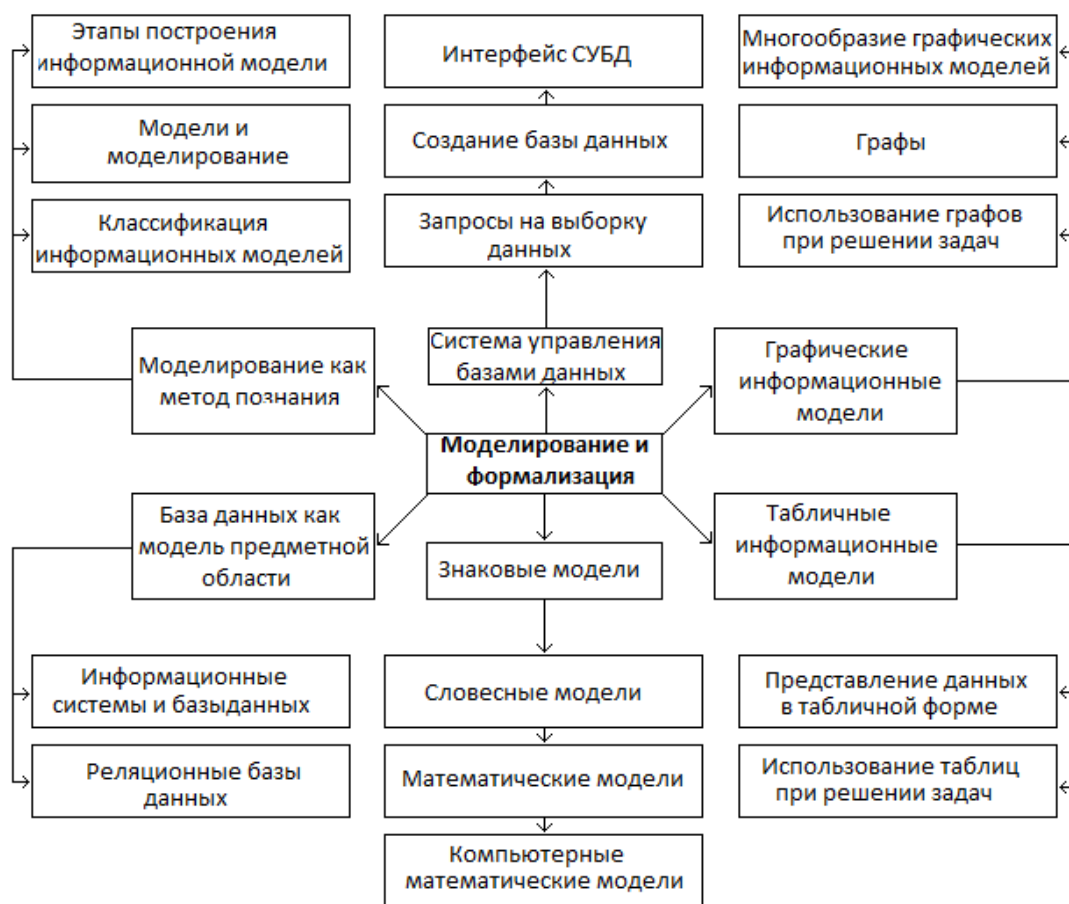 Этапы построения
информационной модели
Интерфейс СУБД
Многообразие графических
информационных моделей
Модели и
моделирование
Создание базы данных
Графы
Классификация
информационных моделей
Запросы на выборку
данных
Использование графов
при решении задач
Моделирование как
метод познания
Система управления
базами данных
Графические
информационные
модели
Моделирование и
формализация
База данных как
модель предметной
области
Знаковые модели
Табличные
информационные
модели
Информационные
системы и базыданных
Словесные модели
Представление данных
в табличной форме
Реляционные базы
данных
Математические модели
Использование таблиц
при решении задач
Компьютерные
математические модели